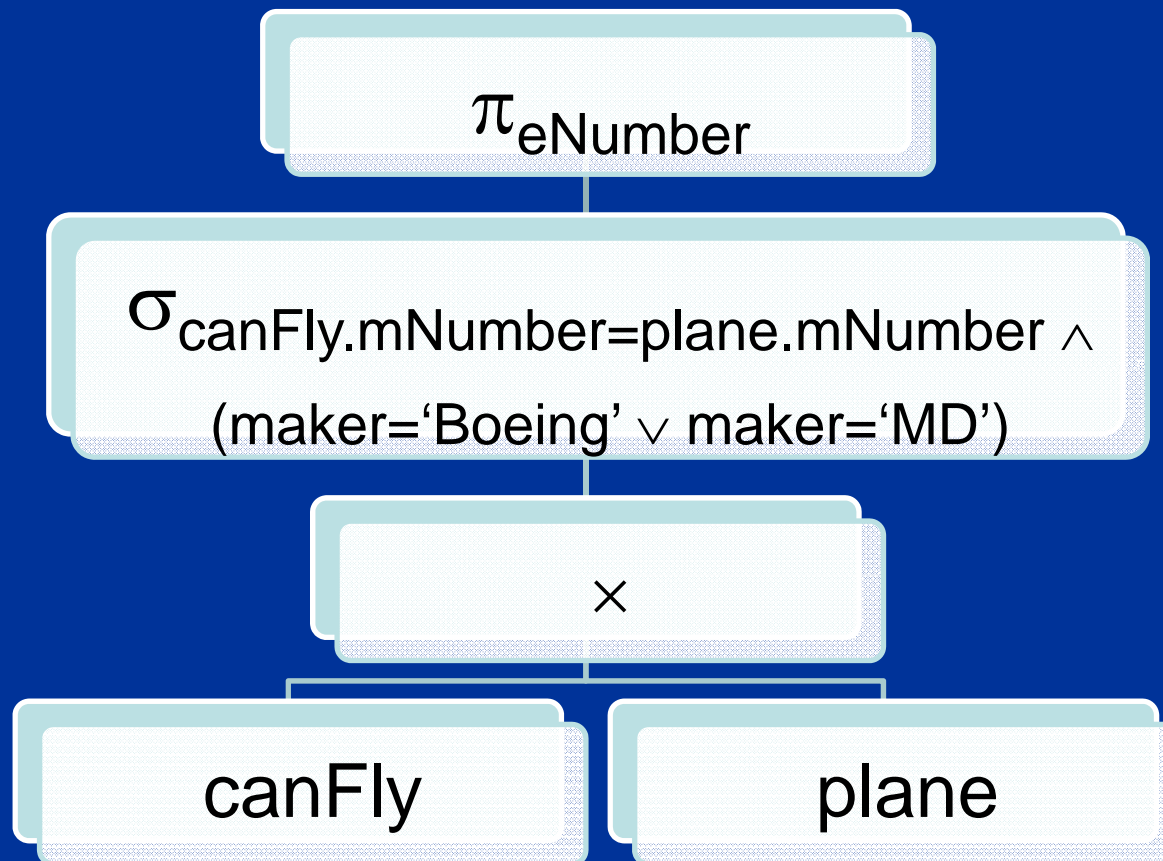 πeNumber
σcanFly.mNumber=plane.mNumber ∧
(maker=‘Boeing’ ∨ maker=‘MD’)
×
canFly
plane